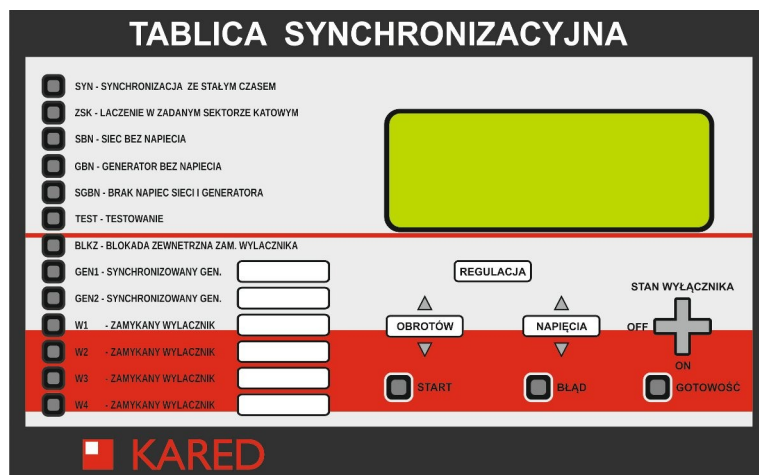 TABLICA SYNCHRONIZACYJNA
SYN - SYNCHRONIZACJA ZE STAŁYM CZASEM
ZSK - LACZENIE W ZADANYM SEKTORZE KATOWYM
SBN - SIEC BEZ NAPIECIA
GBN - GENERATOR BEZ NAPIECIA
SGBN - BRAK NAPIEC SIECI I GENERATORA
TEST - TESTOWANIE
BLKZ - BLOKADA ZEWNETRZNA ZAM. WYLACZNIKA
GEN1 - SYNCHRONIZOWANY GEN.
GEN2 - SYNCHRONIZOWANY GEN.
W1 - ZAMYKANY WYLACZNIK
W2 - ZAMYKANY WYLACZNIK
W3 - ZAMYKANY WYLACZNIK
W4 - ZAMYKANY WYLACZNIK
REGULACJA
OBROTÓW
NAPIĘCIA
START
BŁĄD
STAN WYŁĄCZNIKA
OFF
ON
GOTOWOŚĆ
KARED